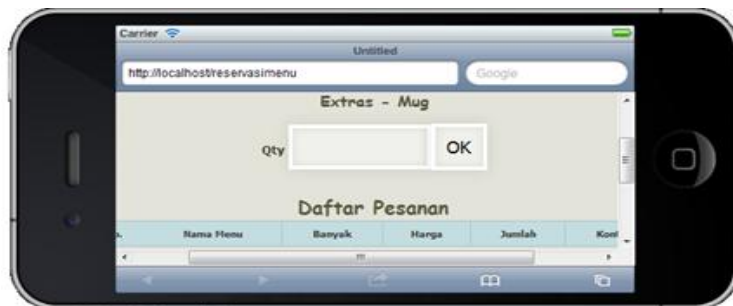 Carrier
Untitled
http://localhost/reservasimenu
Google
Extras - Mug
Qty
OK
Daftar Pesanan
Nama Menu Banyak Harga Jumlah